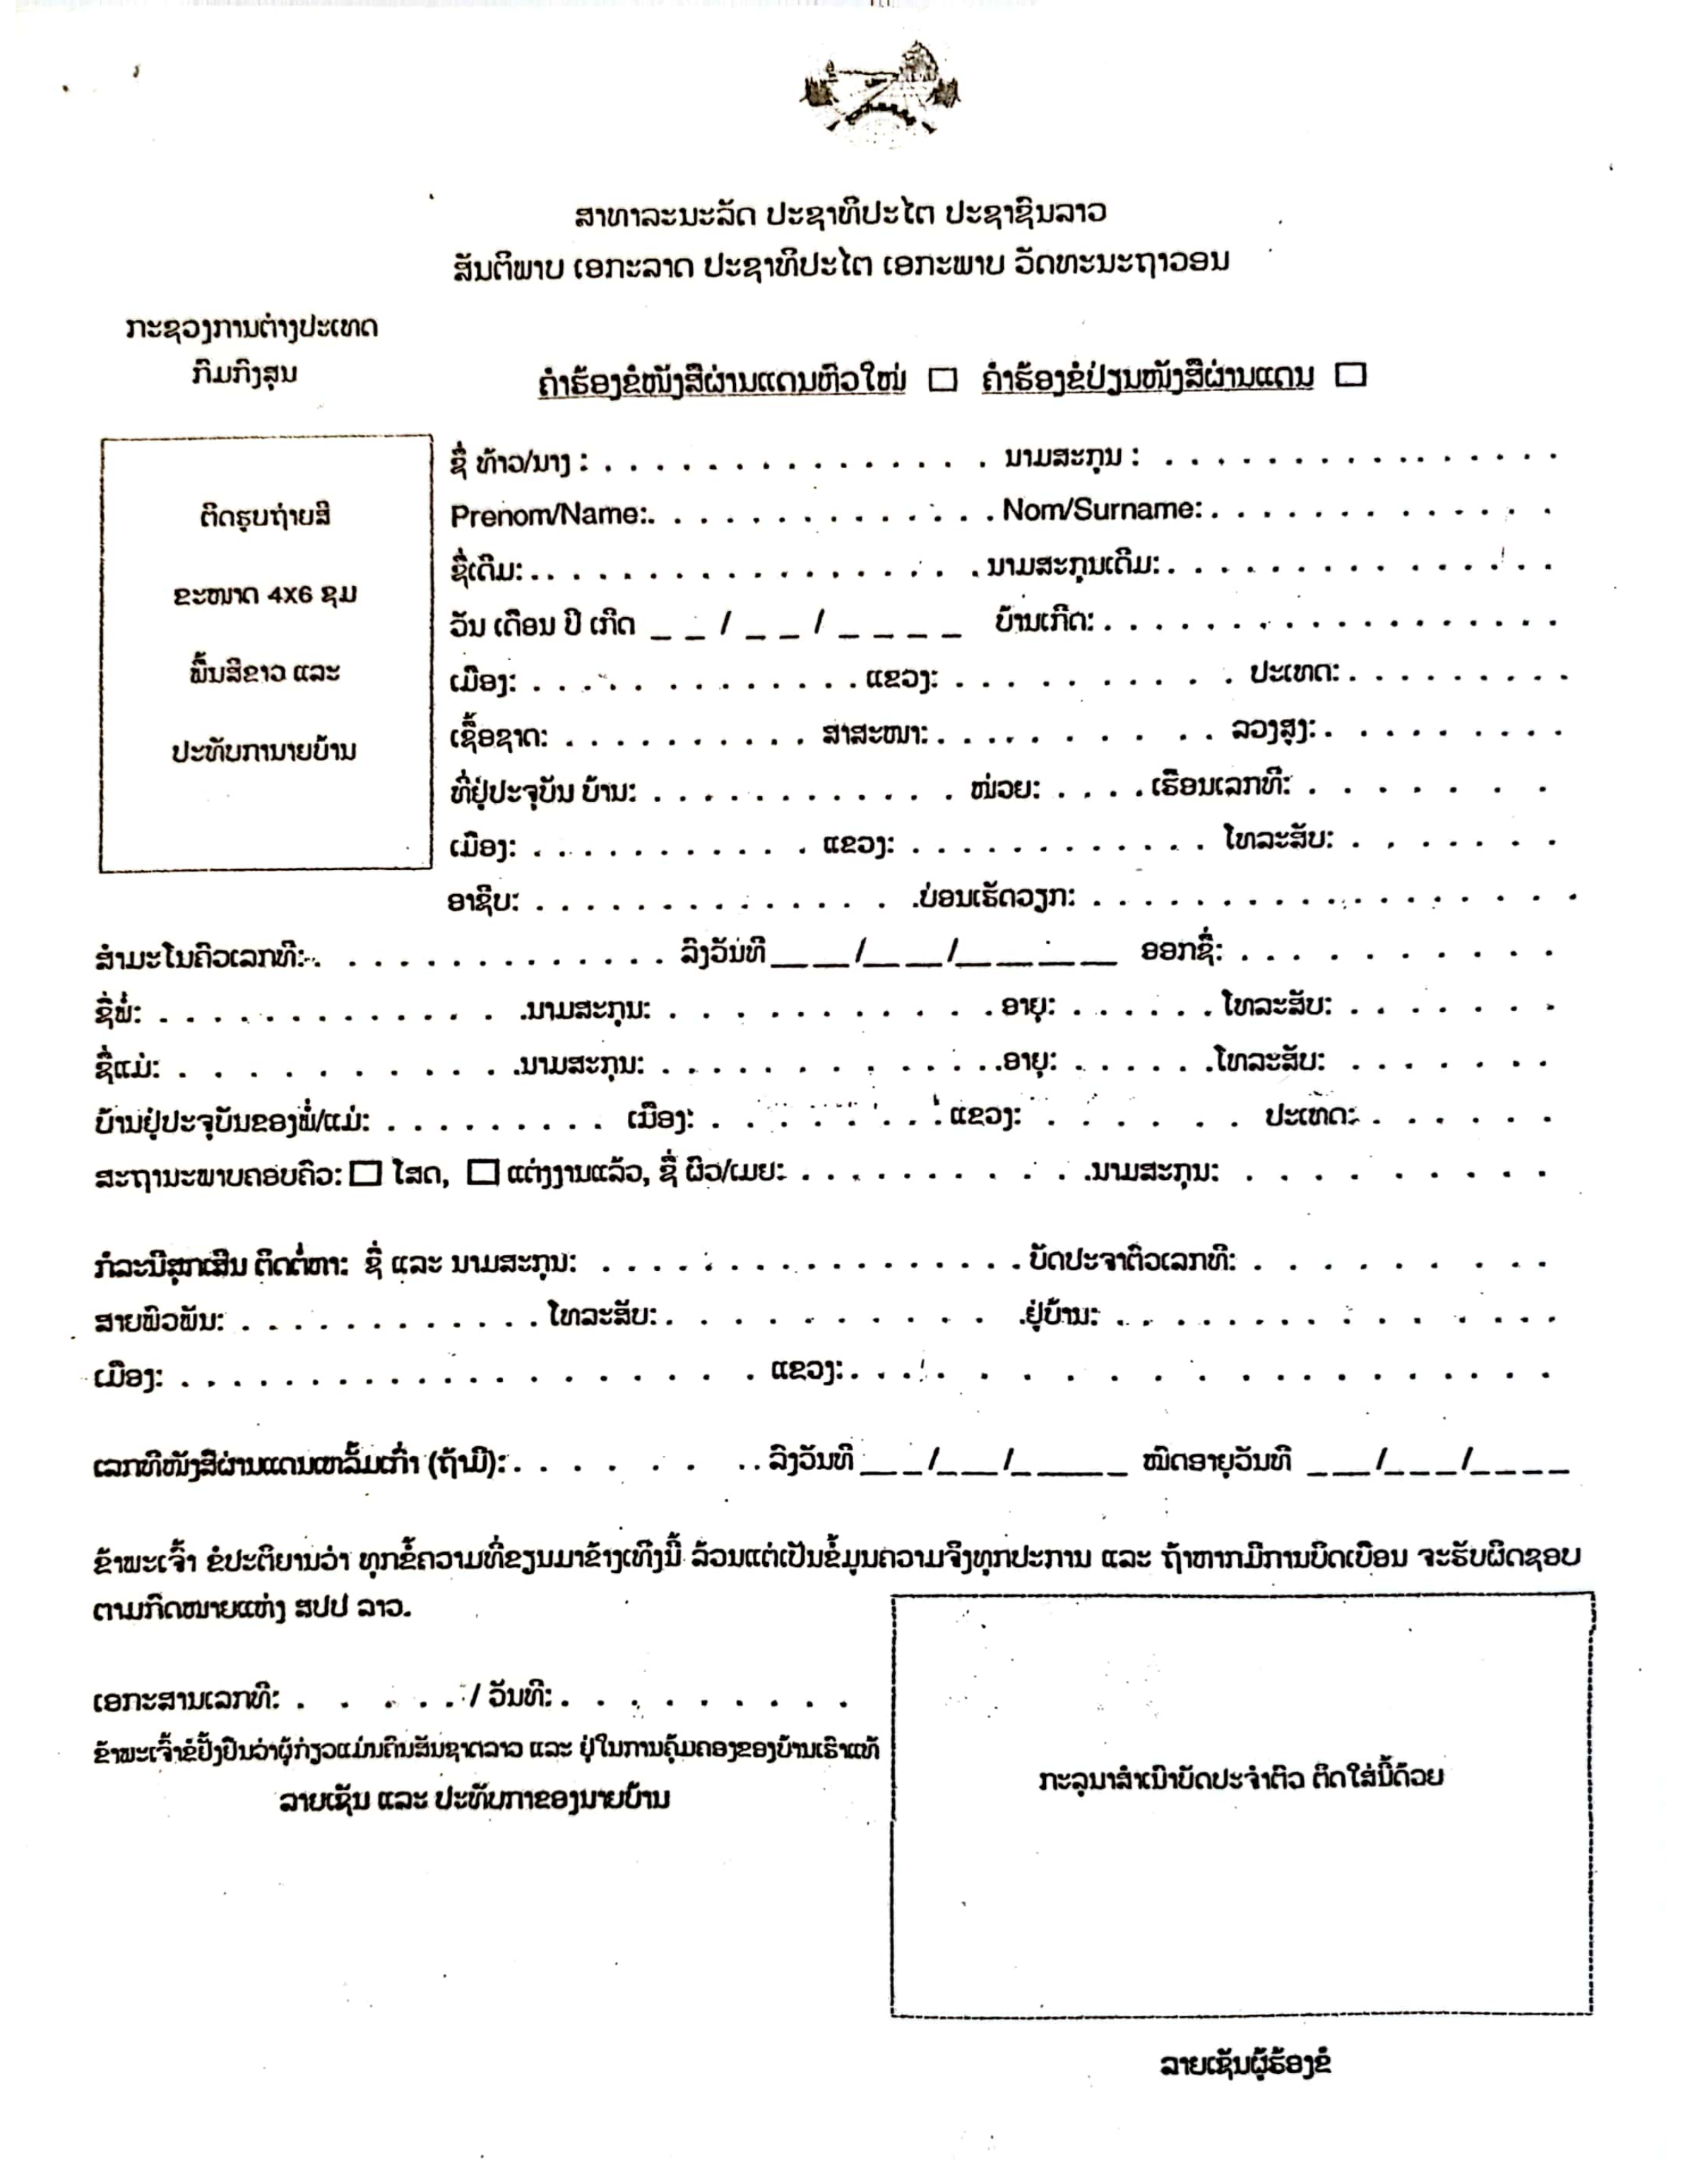 ສາທາລະນະລັດ ປະຊາທິປະໄຕ ປະຊາຊົນລາວ
ສັນຕິພາບ ເອກະລາດ ປະຊາທິປະໄຕ ເອກະພາບ ວັດທະນະຖາວອນ
ກະຊວງການຕ່າງປະເທດ
ກົມກົງສຸນ
ຄຳຮ້ອງຂໍໜັງສືຜ່ານແດນຫົວໃໝ່ □ ຄຳຮ້ອງຂໍປ່ຽນໜັງສືຜ່ານແດນ □
ຕິດຮູບຖ່າຍສີ
ຂະໜາດ 4X6 ຊມ
ພື້ນສີຂາວ ແລະ
ປະທັບການາຍບ້ານ
ຊື່ ທ້າວ/ນາງ : . . . . . . . . . . . . . . . ນາມສະກຸນ : . . . . . . . . . . . . . . .
Prenom/Name:. . . . . . . . . . . . . . Nom/Surname: . . . . . . . . . . . . .
ຊື່ເດີມ: . . . . . . . . . . . . . . . . . ນາມສະກຸນເດີມ: . . . . . . . . . . . . . . .
ວັນ ເດືອນ ປີ ເກີດ _ _ / _ _ / _ _ _ _ ບ້ານເກີດ: . . . . . . . . . . . . . . . . . .
ເມືອງ: . . . . . . . . . . . . . ແຂວງ: . . . . . . . . . . . ປະເທດ: . . . . . . . . .
ເຊື້ອຊາດ: . . . . . . . . . . ສາສະໜາ: . . . . . . . . . . . ລວງສູງ: . . . . . . . . .
ທີ່ຢູ່ປະຈຸບັນ ບ້ານ: . . . . . . . . . . . . ໜ່ວຍ: . . . . ເຮືອນເລກທີ: . . . . . . .
ເມືອງ: . . . . . . . . . . . ແຂວງ: . . . . . . . . . . . . ໂທລະສັບ: . . . . . . .
ອາຊີບ: . . . . . . . . . . . . . . . ບ່ອນເຮັດວຽກ: . . . . . . . . . . . . . . . . . .
ສຳມະໂນຄົວເລກທີ: . . . . . . . . . . . . . . ລົງວັນທີ _ _ / _ _ / _ _ _ _ ອອກຊື່: . . . . . . . . . . .
ຊື່ພໍ່: . . . . . . . . . . . . . . ນາມສະກຸນ: . . . . . . . . . . . . ອາຍຸ: . . . . . . ໂທລະສັບ: . . . . . . .
ຊື່ແມ່: . . . . . . . . . . . . . ນາມສະກຸນ: . . . . . . . . . . . . . ອາຍຸ: . . . . . . ໂທລະສັບ: . . . . . . .
ບ້ານຢູ່ປະຈຸບັນຂອງພໍ່/ແມ່: . . . . . . . . . ເມືອງ: . . . . . . . . . ແຂວງ: . . . . . . ປະເທດ: . . . . . . .
ສະຖານະພາບຄອບຄົວ: □ ໂສດ, □ ແຕ່ງງານແລ້ວ, ຊື່ ຜົວ/ເມຍ: . . . . . . . . . . . . ນາມສະກຸນ: . . . . . . . . .
ກໍລະນີສຸກເສີນ ຕິດຕໍ່ຫາ: ຊື່ ແລະ ນາມສະກຸນ: . . . . . . . . . . . . . . . . . ບັດປະຈາຕົວເລກທີ: . . . . . . . . .
ສາຍພົວພັນ: . . . . . . . . . . . . ໂທລະສັບ: . . . . . . . . . . . ຢູ່ບ້ານ: . . . . . . . . . . . . . . .
ເມືອງ: . . . . . . . . . . . . . . . . . . . ແຂວງ: . . . . . . . . . . . . . . . . . . .
ເລກທີໜັງສືຜ່ານແດນຫລັ້ມເກົ່າ (ຖ້າມີ): . . . . . . . . . ລົງວັນທີ _ _ / _ _ / _ _ _ _ ໝົດອາຍຸວັນທີ _ _ / _ _ / _ _ _ _
ຂ້າພະເຈົ້າ ຂໍປະຕິຍານວ່າ ທຸກຂໍ້ຄວາມທີ່ຂຽນມາຂ້າງເທິງນີ້ ລ້ວນແຕ່ເປັນຂໍ້ມູນຄວາມຈິງທຸກປະການ ແລະ ຖ້າຫາກມີການບິດເບືອນ ຈະຮັບຜິດຊອບ
ຕາມກົດໝາຍແຫ່ງ ສປປ ລາວ.
ເອກະສານເລກທີ: . . . . . . / ວັນທີ: . . . . . . . . .
ຂ້າພະເຈົ້າຂໍຢັ້ງຢືນວ່າຜູ້ກ່ຽວແມ່ນຄົນສັນຊາດລາວ ແລະ ຢູ່ໃນການຄຸ້ມຄອງຂອງບ້ານເຮົາແທ້
ລາຍເຊັນ ແລະ ປະທັບກາຂອງນາຍບ້ານ
ກະລຸນາສຳເນົາບັດປະຈຳຕົວ ຕິດໃສ່ນີ້ດ້ວຍ
ລາຍເຊັນຜູ້ຮ້ອງຂໍ